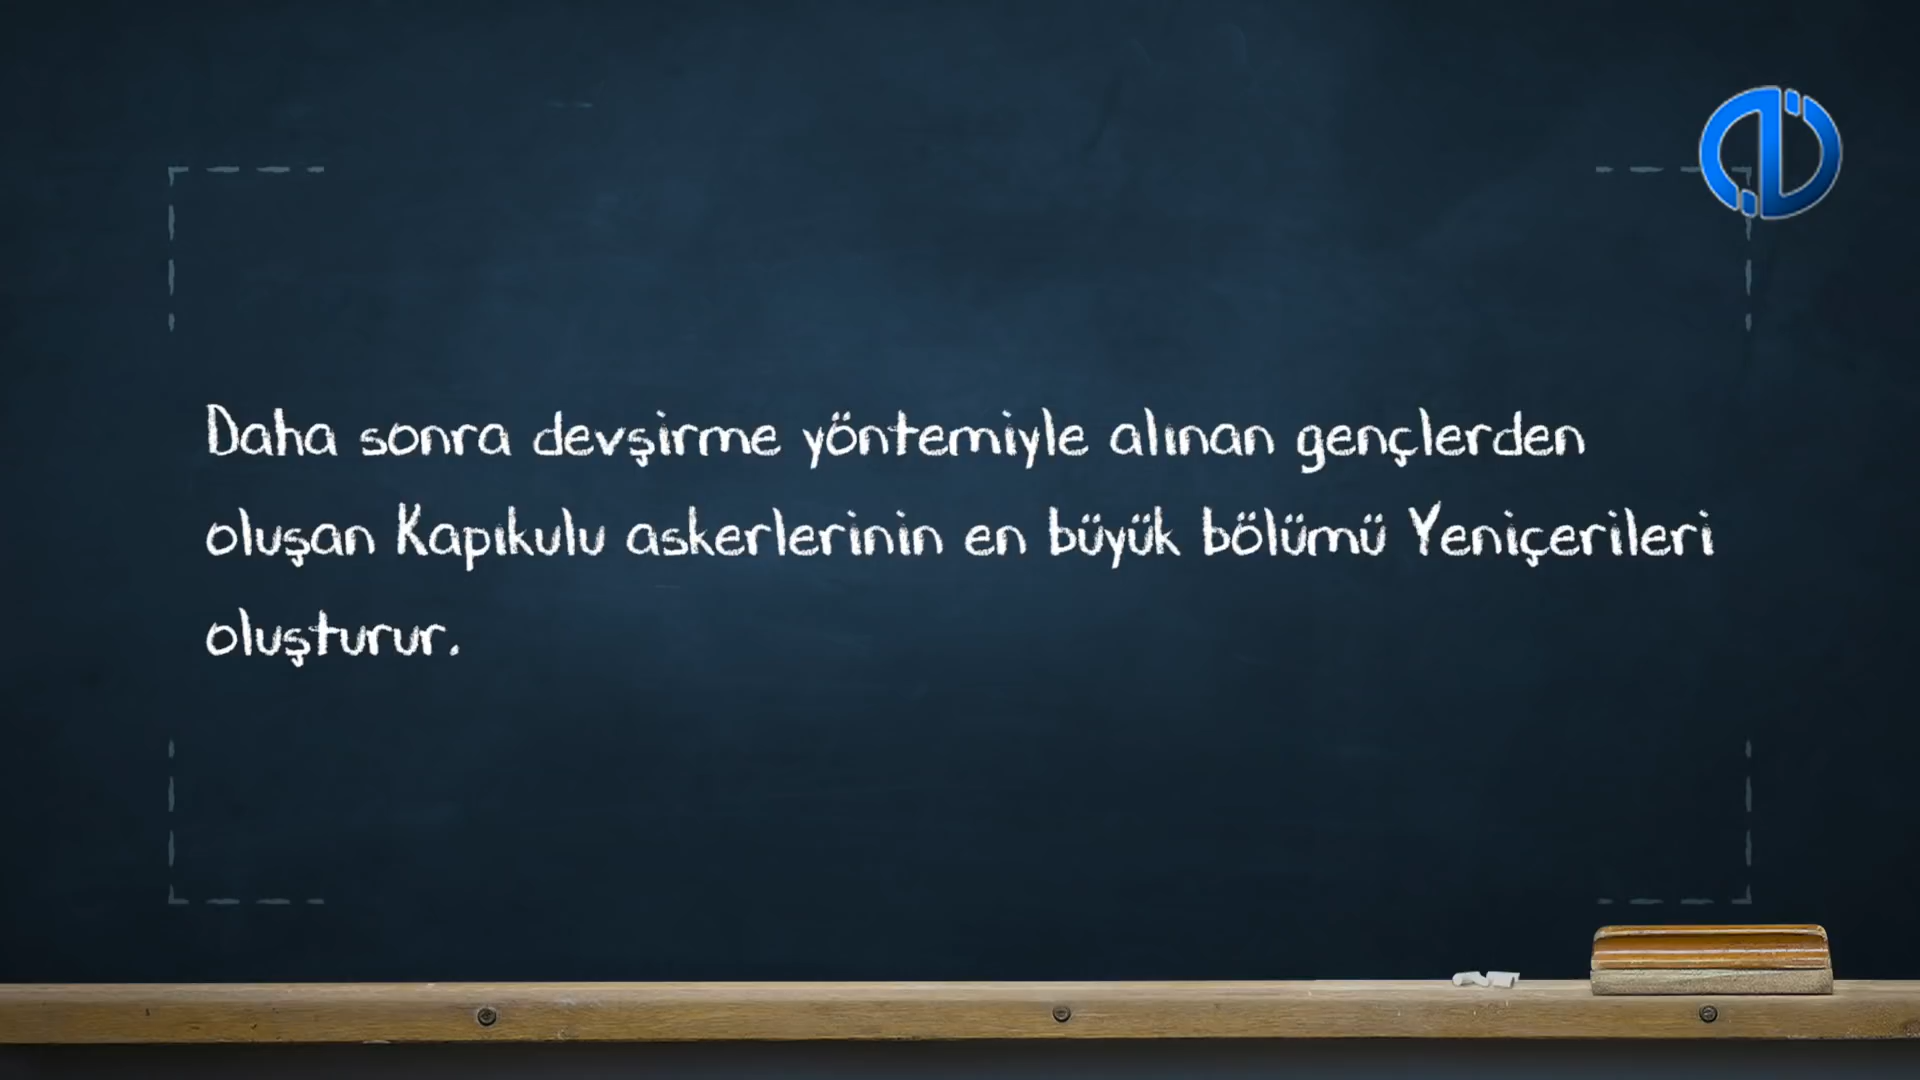 Daha sonra devşirme yöntemiyle alınan gençlerden
oluşan Kapıkulu askerlerinin en büyük bölümü Yeniçerileri
oluşturur.